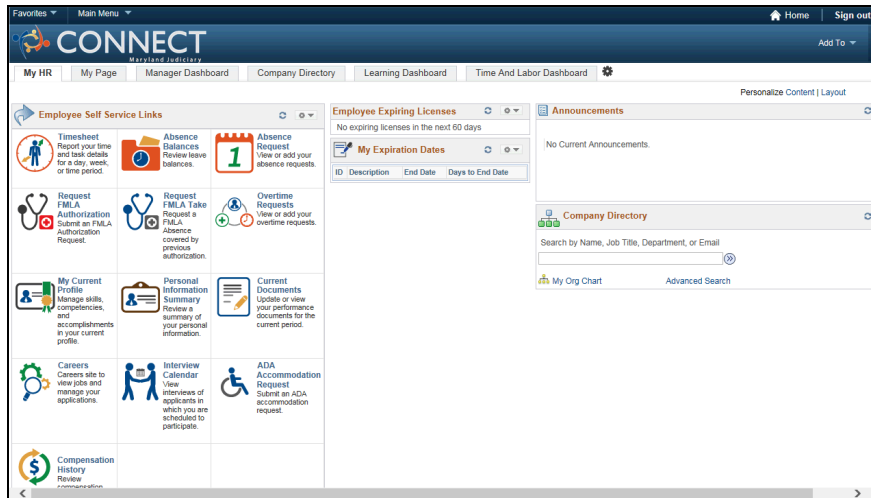 Favorites Main Menu Home Sign out
CONNECT
Maryland Judiciary
Add To
My HR My Page Manager Dashboard Company Directory Learning Dashboard Time And Labor Dashboard
Personalize Content | Layout
Employee Self Service Links
Timesheet
Report your time
and task details
for a day, week,
or time period.
Absence
Balances
Review leave
balances.
Absence
Request
View or add your
absence requests.
1
Request
FMLA
Authorization
Submit an FMLA
Authorization
Request.
Request
FMLA Take
Request a
FMLA
Absence
covered by
previous
authorization.
Overtime
Requests
View or add your
overtime requests.
My Current
Profile
Manage skills,
competencies,
and
accomplishments
in your current
profile.
Personal
Information
Summary
Review a
summary of
your personal
information.
Current
Documents
Update or view
your performance
documents for the
current period.
Careers
Careers site to
view jobs and
manage your
applications.
Interview
Calendar
View
interviews of
applicants in
which you are
scheduled to
participate.
ADA
Accommodation
Request
Submit an ADA
accommodation
request.
$
Compensation
History
Review
compensation
Employee Expiring Licenses
No expiring licenses in the next 60 days
My Expiration Dates
ID Description End Date Days to End Date
Announcements
No Current Announcements.
Company Directory
Search by Name, Job Title, Department, or Email
My Org Chart Advanced Search